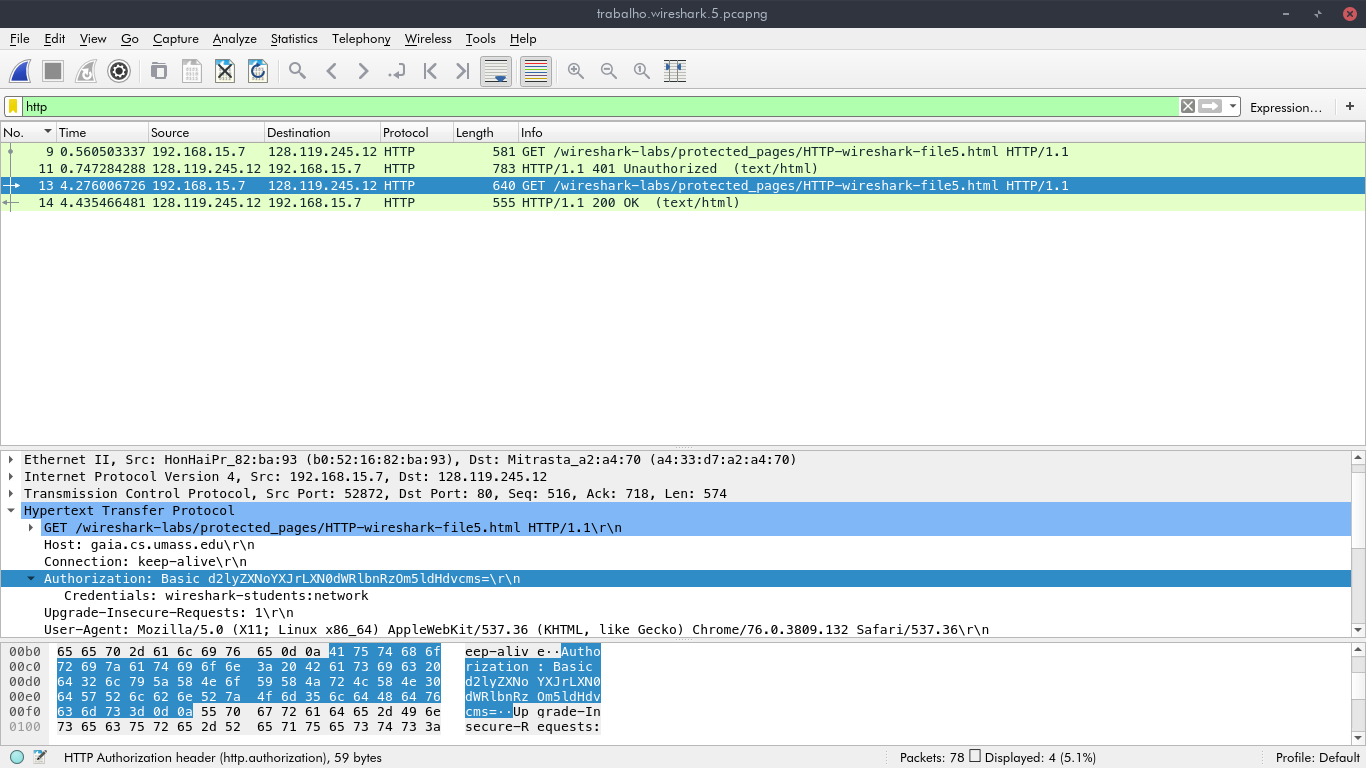 trabalho.wireshark.5.pcapng
File Edit View Go Capture Analyze Statistics Telephony Wireless Tools Help
http Expression… +
No. Time Source Destination Protocol Length Info
9 0.560503337 192.168.15.7 128.119.245.12 HTTP 581 GET /wireshark-labs/protected_pages/HTTP-wireshark-file5.html HTTP/1.1
11 0.747284288 128.119.245.12 192.168.15.7 HTTP 783 HTTP/1.1 401 Unauthorized (text/html)
13 4.276006726 192.168.15.7 128.119.245.12 HTTP 640 GET /wireshark-labs/protected_pages/HTTP-wireshark-file5.html HTTP/1.1
14 4.435466481 128.119.245.12 192.168.15.7 HTTP 555 HTTP/1.1 200 OK (text/html)
Ethernet II, Src: HonHaiPr_82:ba:93 (b0:52:16:82:ba:93), Dst: Mitrasta_a2:a4:70 (a4:33:d7:a2:a4:70)
Internet Protocol Version 4, Src: 192.168.15.7, Dst: 128.119.245.12
Transmission Control Protocol, Src Port: 52872, Dst Port: 80, Seq: 516, Ack: 718, Len: 574
Hypertext Transfer Protocol
GET /wireshark-labs/protected_pages/HTTP-wireshark-file5.html HTTP/1.1\r\n
Host: gaia.cs.umass.edu\r\n
Connection: keep-alive\r\n
Authorization: Basic d2lyZXNoYXJrLXN0dWRlbnRzOm5ldHdvcms=\r\n
Credentials: wireshark-students:network
Upgrade-Insecure-Requests: 1\r\n
User-Agent: Mozilla/5.0 (X11; Linux x86_64) AppleWebKit/537.36 (KHTML, like Gecko) Chrome/76.0.3809.132 Safari/537.36\r\n
00b0 65 65 70 2d 61 6c 69 76 65 0d 0a 41 75 74 68 6f eep-aliv e··Autho
00c0 72 69 7a 61 74 69 6f 6e 3a 20 42 61 73 69 63 20 rization : Basic
00d0 64 32 6c 79 5a 58 4e 6f 59 58 4a 72 4c 58 4e 30 d2lyZXNo YXJrLXN0
00e0 64 57 52 6c 62 6e 52 7a 4f 6d 35 6c 64 48 64 76 dWRlbnRz Om5ldHdv
00f0 63 6d 73 3d 0d 0a 55 70 67 72 61 64 65 2d 49 6e cms=··Up grade-In
0100 73 65 63 75 72 65 2d 52 65 71 75 65 73 74 73 3a secure-R equests:
HTTP Authorization header (http.authorization), 59 bytes Packets: 78 □ Displayed: 4 (5.1%) Profile: Default